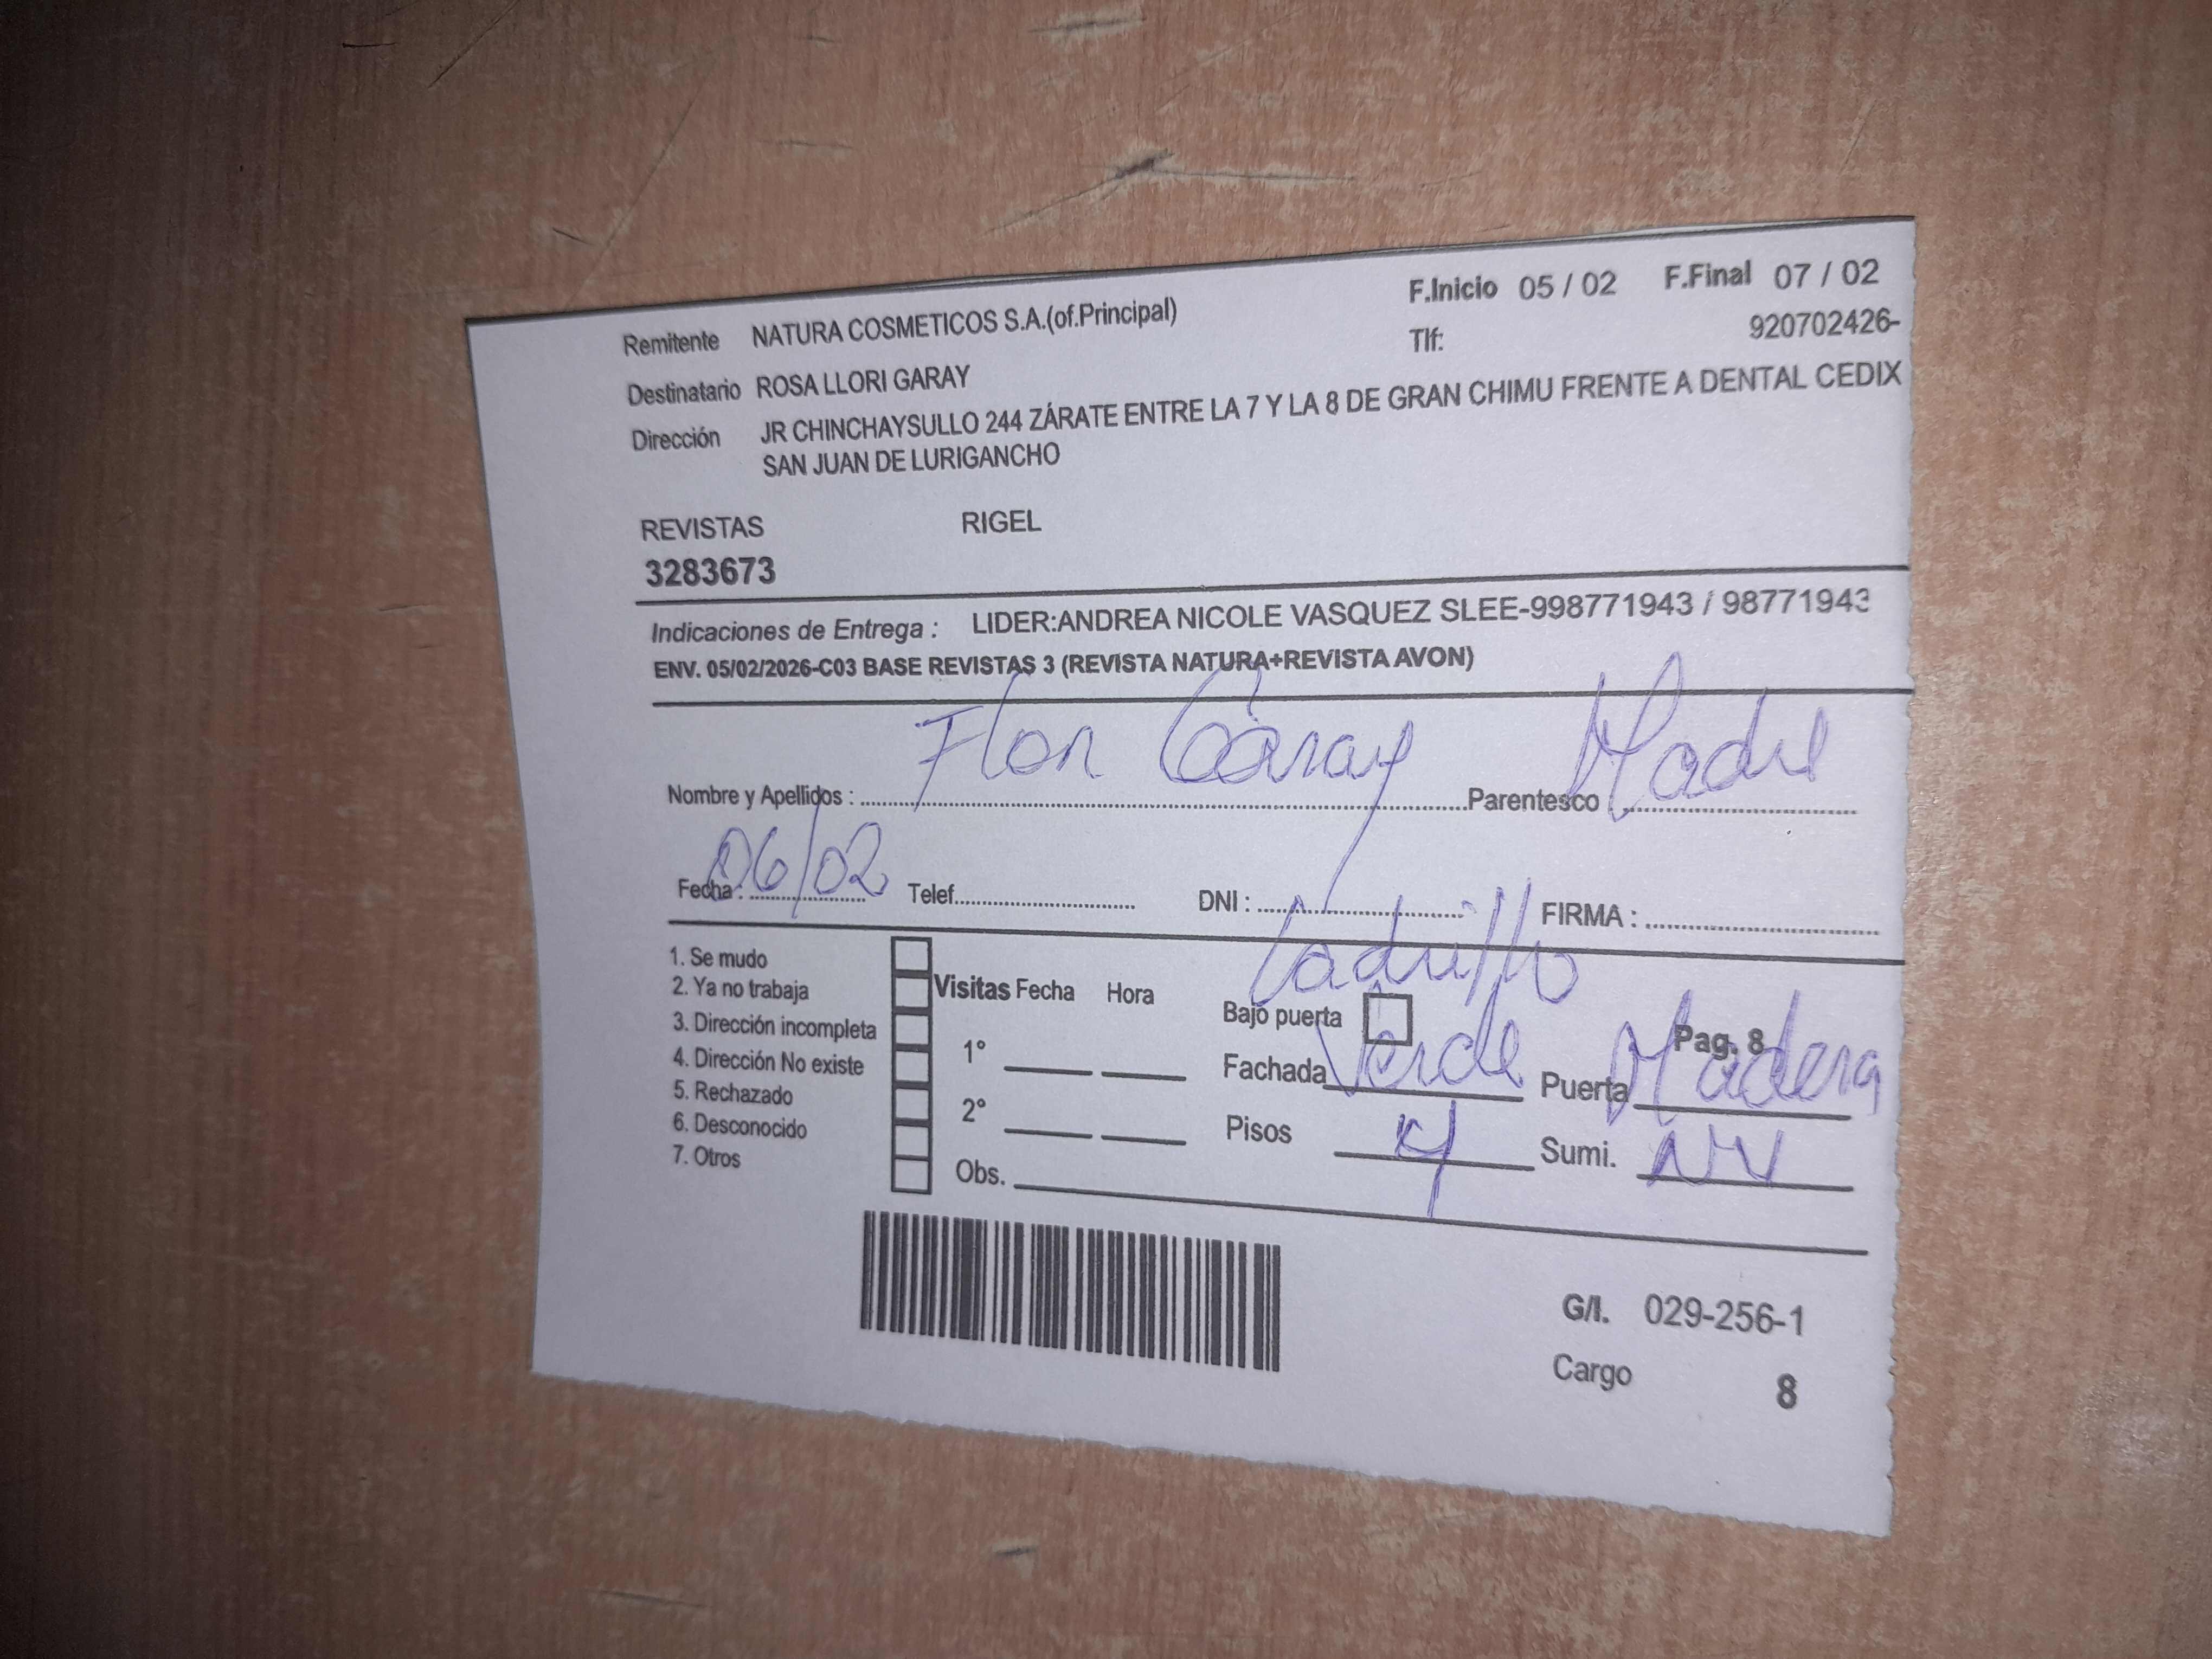 Remitente NATURA COSMETICOS S.A.(of.Principal) F.Inicio 05 / 02 F.Final 07 / 02
Tlf: 920702426-
Destinatario ROSA LLORI GARAY
Dirección JR CHINCHAYSULLO 244 ZÁRATE ENTRE LA 7 Y LA 8 DE GRAN CHIMU FRENTE A DENTAL CEDIX
SAN JUAN DE LURIGANCHO
REVISTAS RIGEL
3283673
Indicaciones de Entrega : LIDER:ANDREA NICOLE VASQUEZ SLEE-998771943 / 98771943
ENV. 05/02/2026-C03 BASE REVISTAS 3 (REVISTA NATURA+REVISTA AVON)
Nombre y Apellidos : Flor Garay Parentesco Madre
Fecha : 06/02 Telef. DNI : FIRMA :
1. Se mudo
2. Ya no trabaja
3. Dirección incompleta
4. Dirección No existe
5. Rechazado
6. Desconocido
7. Otros
Visitas Fecha Hora
1°
2°
Obs.
Ladrillo
Bajo puerta Pag. 8
Fachada Verde Puerta Madera
Pisos 4 Sumi. NV
G/I. 029-256-1
Cargo 8